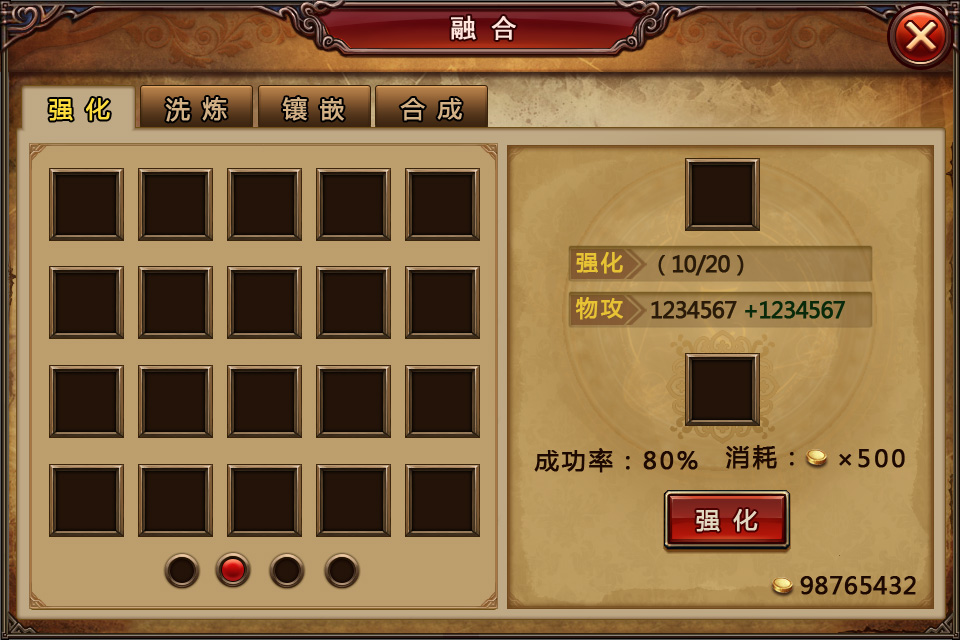 融合
强化 洗炼 镶嵌 合成
强化 （10/20）
物攻 1234567 +1234567
成功率：80% 消耗： ×500
强化
98765432